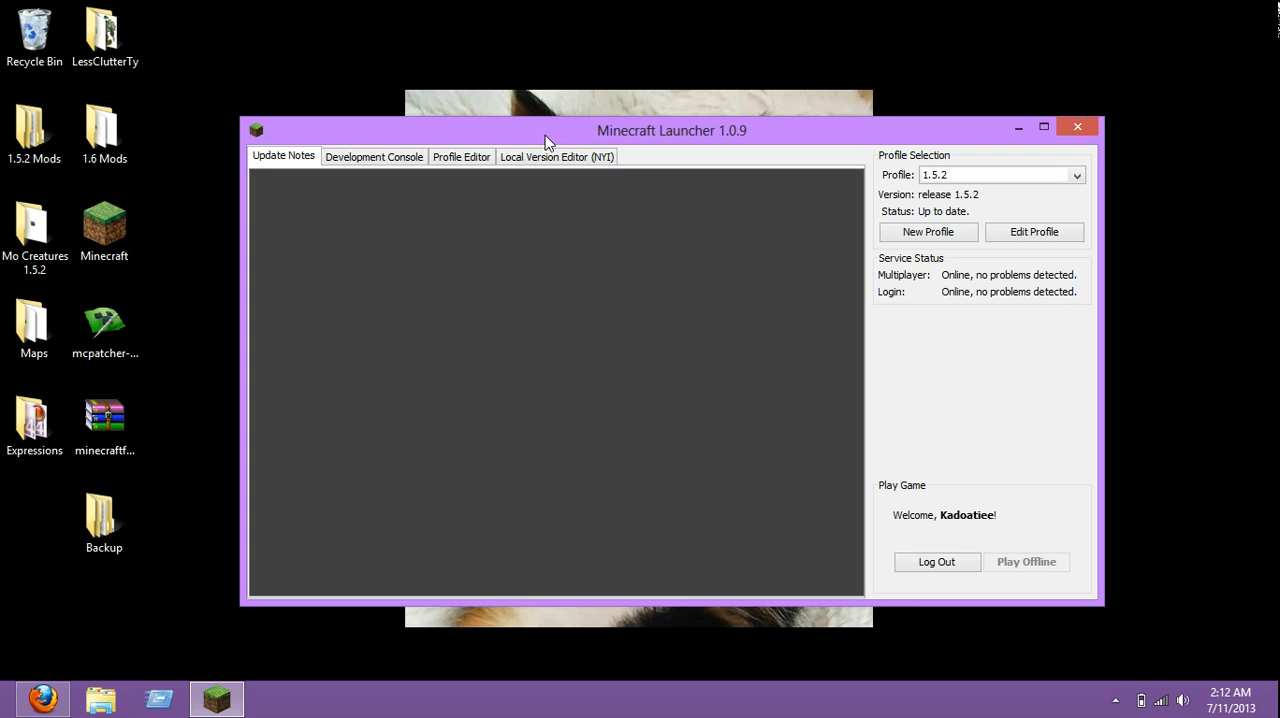 Recycle Bin
LessClutterTy
1.5.2 Mods
1.6 Mods
Mo Creatures
1.5.2
Minecraft
Maps
mcpatcher-...
Expressions
minecraftf...
Backup
Minecraft Launcher 1.0.9
Update Notes
Development Console
Profile Editor
Local Version Editor (NYI)
Profile Selection
Profile: 1.5.2
Version: release 1.5.2
Status: Up to date.
New Profile
Edit Profile
Service Status
Multiplayer: Online, no problems detected.
Login: Online, no problems detected.
Play Game
Welcome, Kadoatiee!
Log Out
Play Offline
2:12 AM
7/11/2013